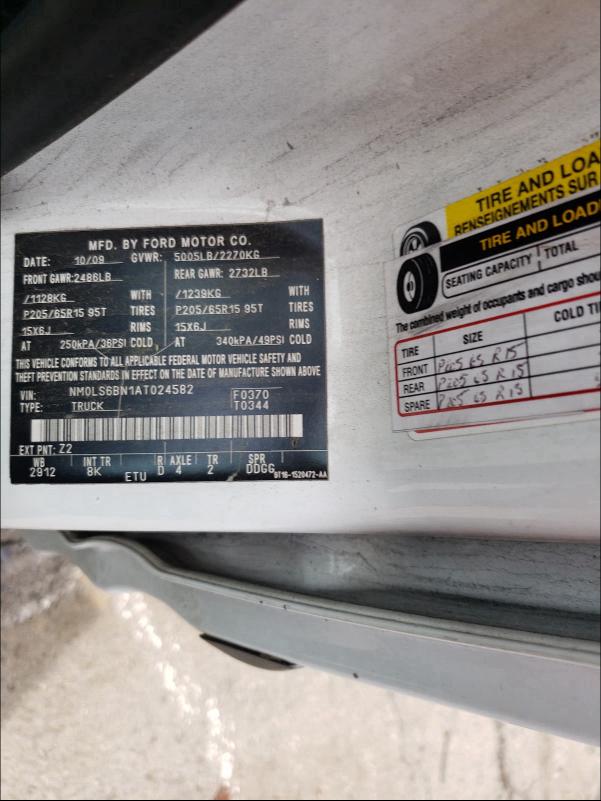 MFD. BY FORD MOTOR CO.
DATE: 10/09 GVWR: 5005LB/2270KG
FRONT GAWR: 2486LB REAR GAWR: 2732LB
/1128KG WITH /1239KG WITH
P205/65R15 95T TIRES P205/65R15 95T TIRES
15X6J RIMS 15X6J RIMS
AT 250kPA/36PSI COLD AT 340kPA/49PSI COLD
THIS VEHICLE CONFORMS TO ALL APPLICABLE FEDERAL MOTOR VEHICLE SAFETY AND
THEFT PREVENTION STANDARDS IN EFFECT ON THE DATE OF MANUFACTURE SHOWN ABOVE
VIN: NM0LS6BN1AT024582 F0370
TYPE: TRUCK T0344
EXT PNT: Z2
WB INT TR R AXLE TR SPR
2912 8K D 4 2 DDGG
ETU 9T16-1520472-AA
TIRE AND LOA
RENSEIGNEMENTS SUR
TIRE AND LOADI
SEATING CAPACITY TOTAL
The combined weight of occupants and cargo shou
TIRE SIZE COLD TI
FRONT P205 65 R15
REAR P205 65 R15
SPARE P205 65 R15